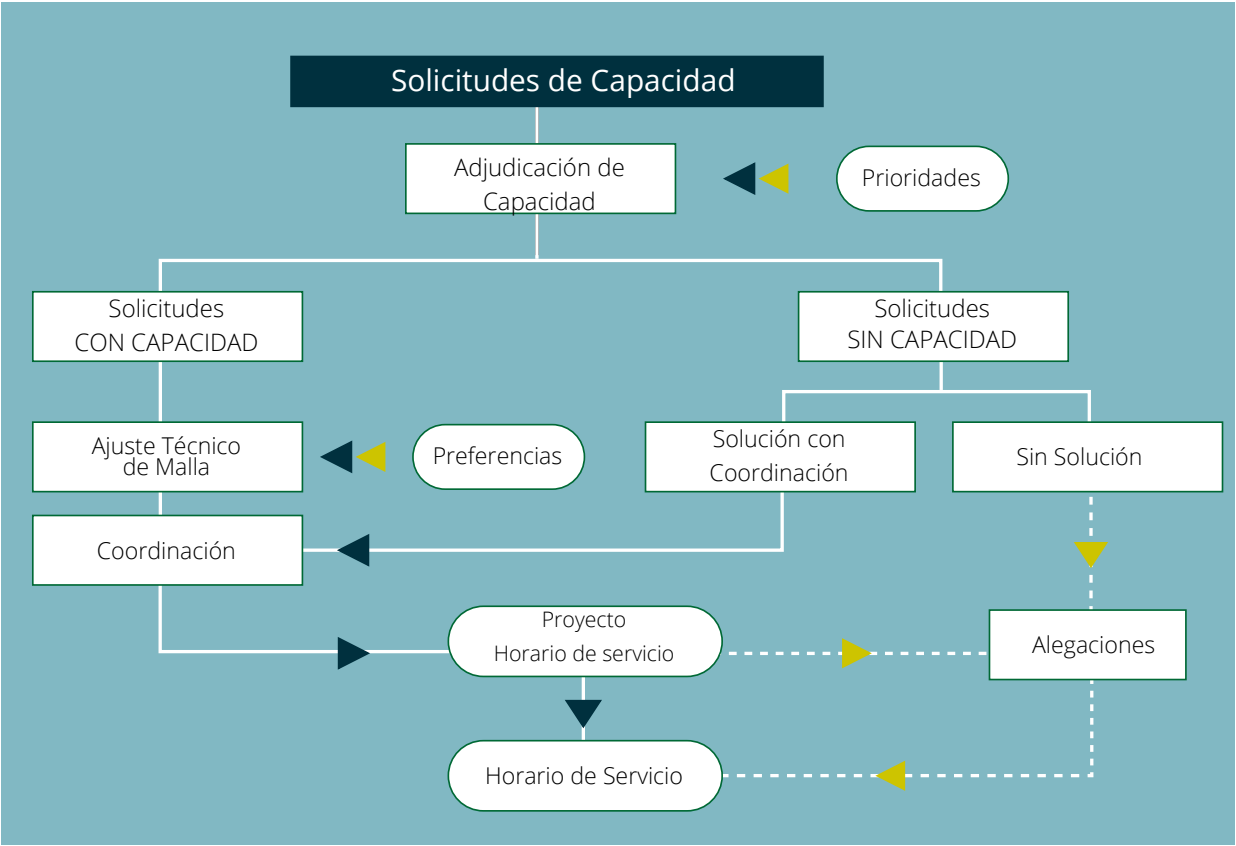 Solicitudes de Capacidad
Adjudicación de
Capacidad
Prioridades
Solicitudes
CON CAPACIDAD
Solicitudes
SIN CAPACIDAD
Ajuste Técnico
de Malla
Preferencias
Solución con
Coordinación
Sin Solución
Coordinación
Proyecto
Horario de servicio
Alegaciones
Horario de Servicio